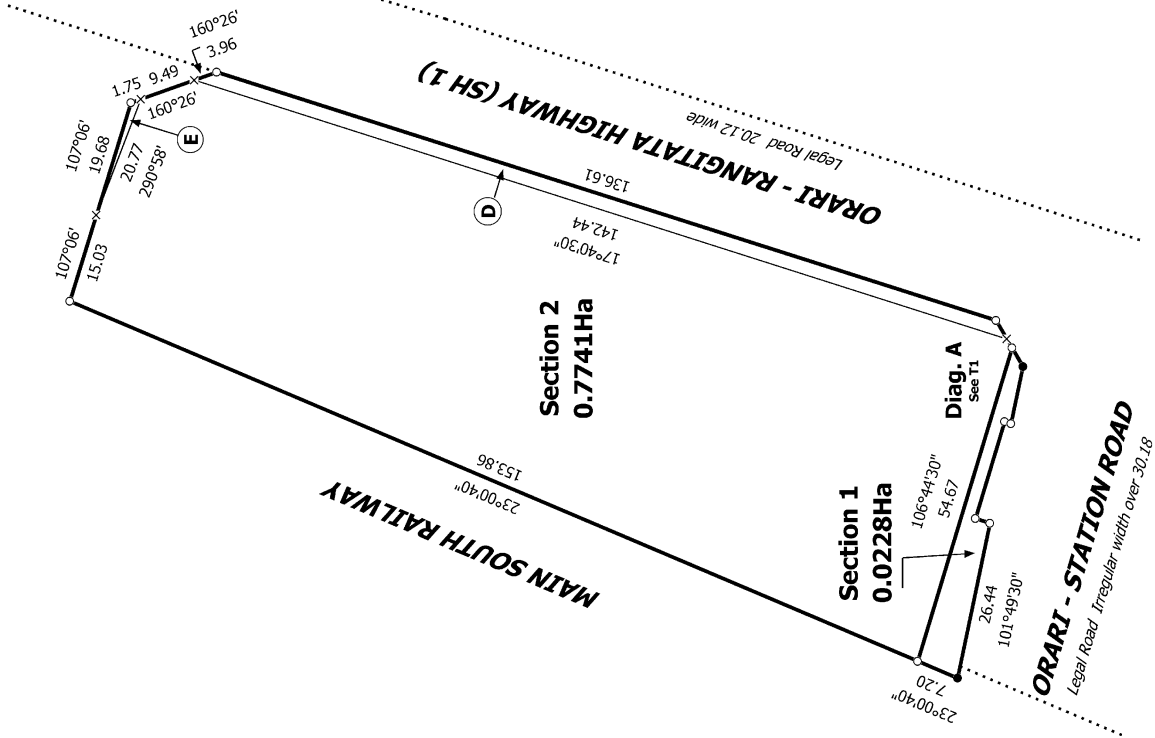 160°26'
3.96
1.75 9.49
160°26'
107°06'
19.68
20.77
290°58'
E
107°06'
15.03
ORARI - RANGITATA HIGHWAY (SH 1)
Legal Road 20.12 wide
136.61
D
142.44
17°40'30"
Section 2
0.7741Ha
Diag. A
See T1
153.86
23°00'40"
MAIN SOUTH RAILWAY
Section 1
0.0228Ha
106°44'30"
54.67
26.44
101°49'30"
7.20
23°00'40"
ORARI - STATION ROAD
Legal Road Irregular width over 30.18